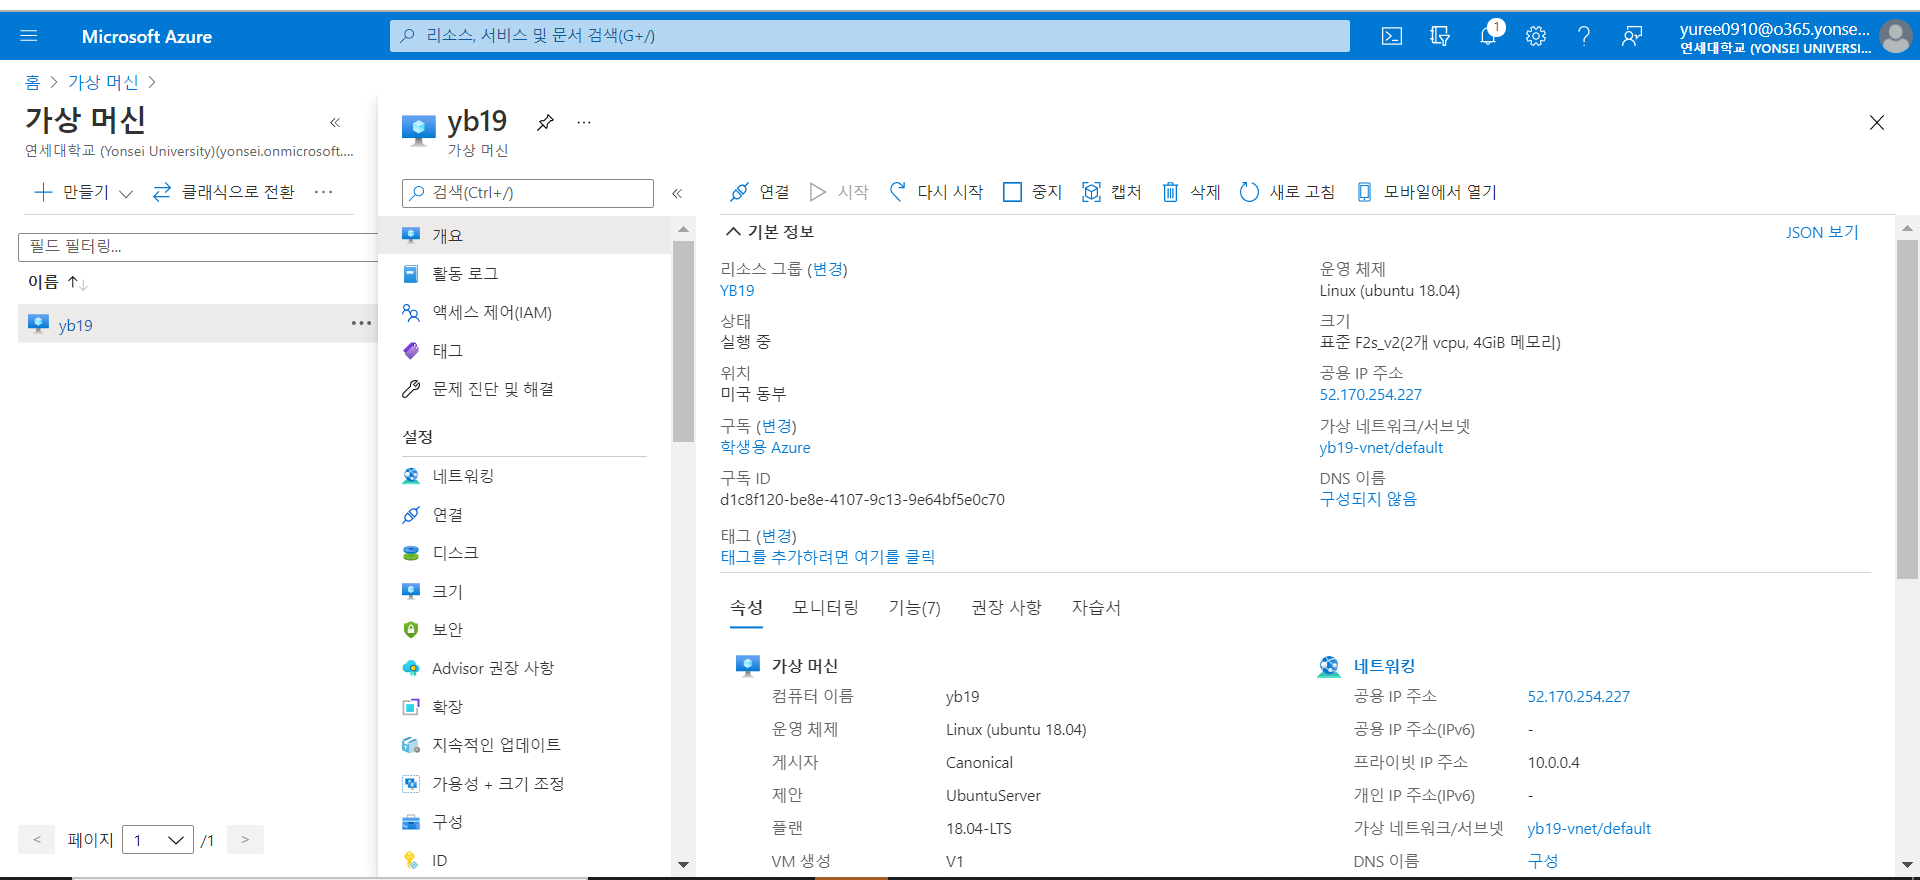 Microsoft Azure
리소스, 서비스 및 문서 검색(G+/)
1
yuree0910@o365.yonse...
연세대학교 (YONSEI UNIVERSI...
홈 > 가상 머신 >
가상 머신
«
연세대학교 (Yonsei University)(yonsei.onmicrosoft....
만들기
클래식으로 전환
...
필드 필터링...
이름 ↑↓
yb19
...
< 페이지 1 /1 >
yb19
...
가상 머신
검색(Ctrl+/)
«
개요
활동 로그
액세스 제어(IAM)
태그
문제 진단 및 해결
설정
네트워킹
연결
디스크
크기
보안
Advisor 권장 사항
확장
지속적인 업데이트
가용성 + 크기 조정
구성
ID
연결 시작 다시 시작 중지 캡처 삭제 새로 고침 모바일에서 열기
기본 정보
JSON 보기
리소스 그룹 (변경)
YB19
상태
실행 중
위치
미국 동부
구독 (변경)
학생용 Azure
구독 ID
d1c8f120-be8e-4107-9c13-9e64bf5e0c70
태그 (변경)
태그를 추가하려면 여기를 클릭
운영 체제
Linux (ubuntu 18.04)
크기
표준 F2s_v2(2개 vcpu, 4GiB 메모리)
공용 IP 주소
52.170.254.227
가상 네트워크/서브넷
yb19-vnet/default
DNS 이름
구성되지 않음
속성 모니터링 기능(7) 권장 사항 자습서
가상 머신
컴퓨터 이름 yb19
운영 체제 Linux (ubuntu 18.04)
게시자 Canonical
제안 UbuntuServer
플랜 18.04-LTS
VM 생성 V1
네트워킹
공용 IP 주소 52.170.254.227
공용 IP 주소(IPv6) -
프라이빗 IP 주소 10.0.0.4
개인 IP 주소(IPv6) -
가상 네트워크/서브넷 yb19-vnet/default
DNS 이름 구성